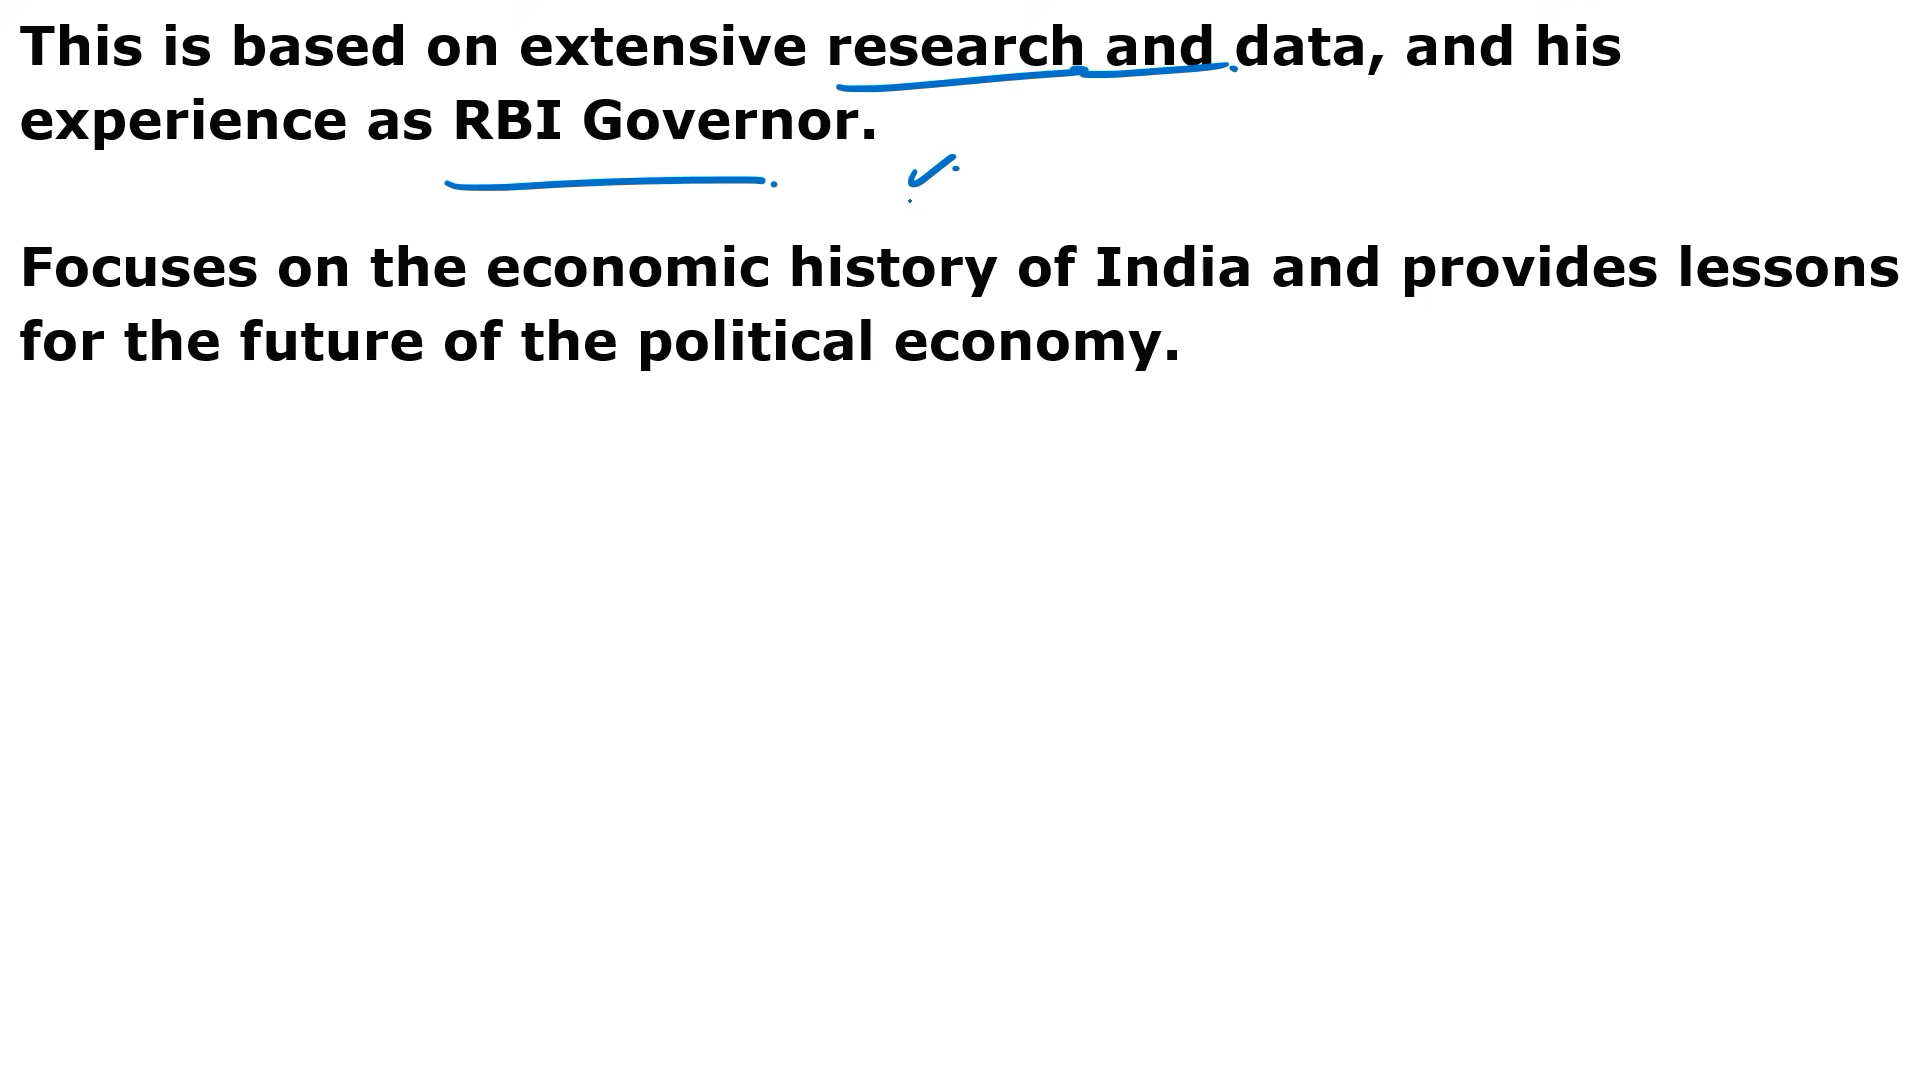 This is based on extensive research and data, and his
experience as RBI Governor.
Focuses on the economic history of India and provides lessons
for the future of the political economy.